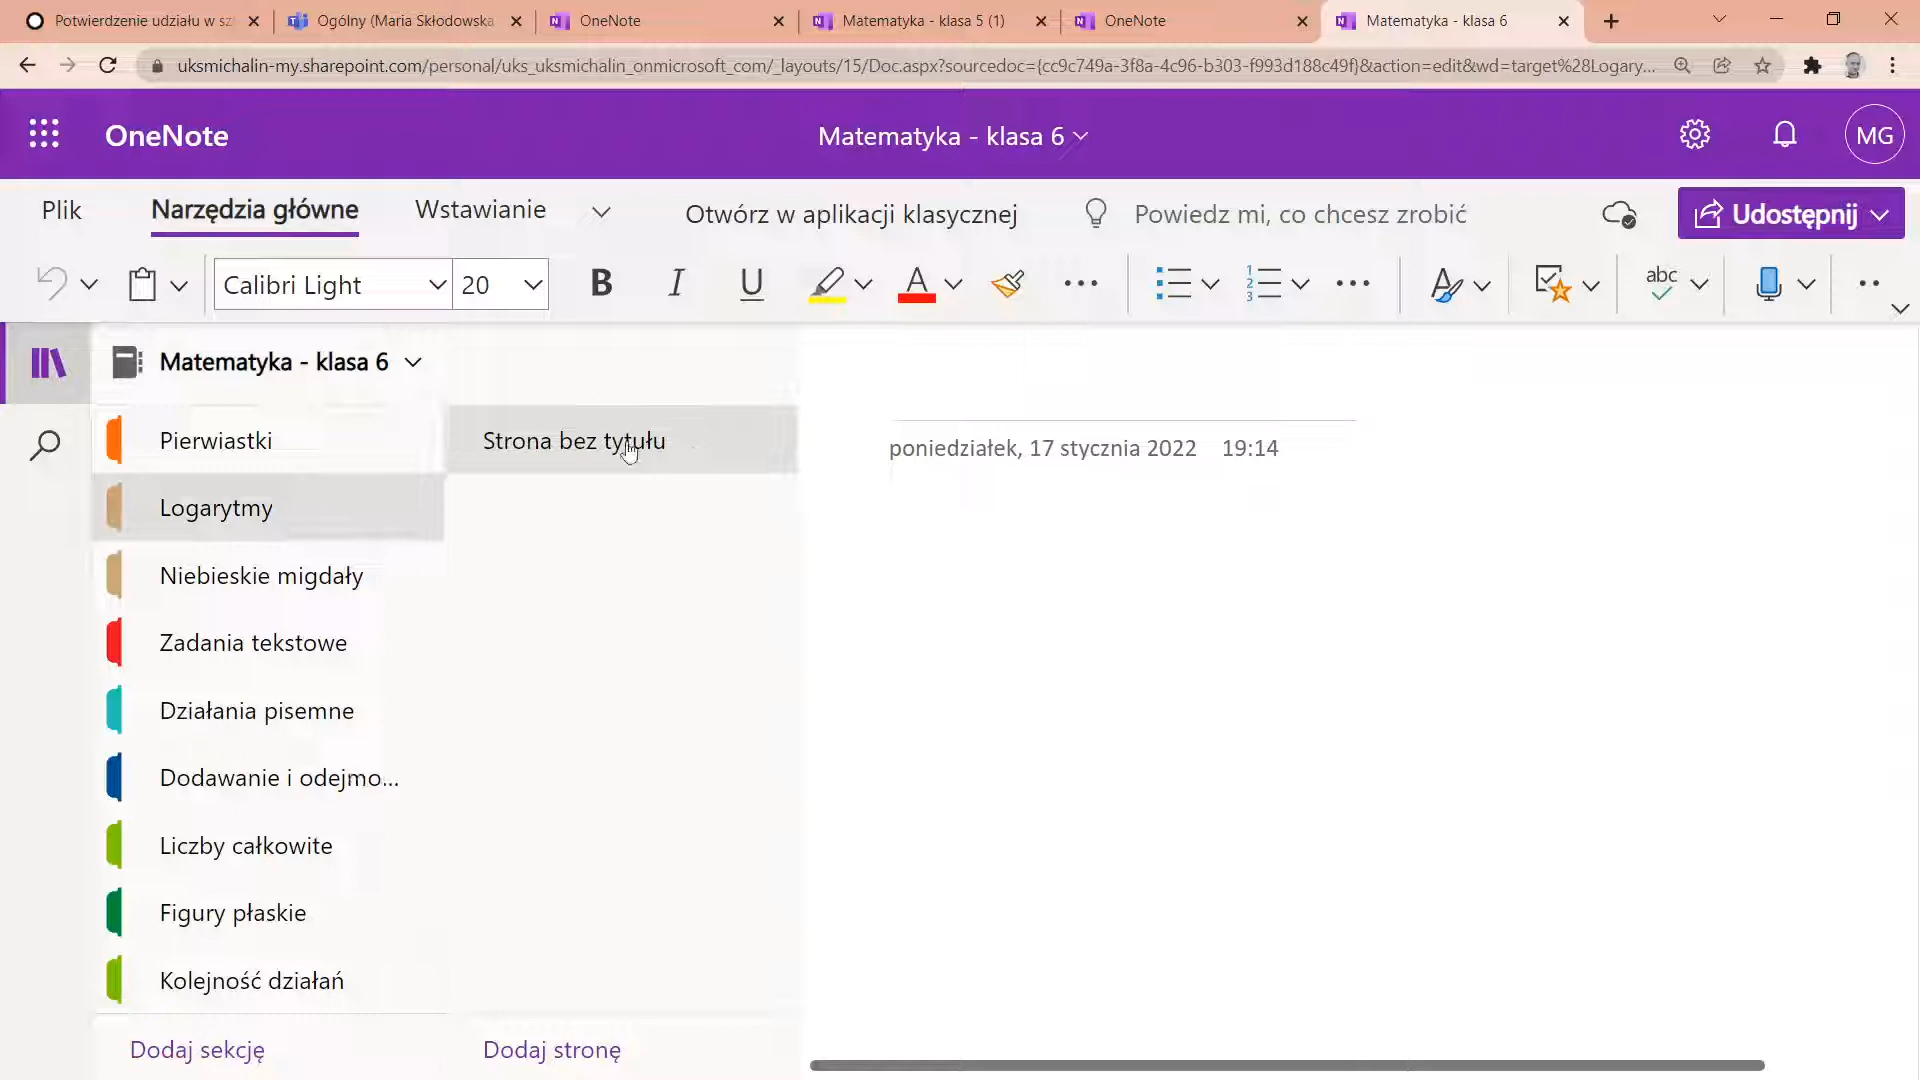 Potwierdzenie udziału w sz
Ogólny (Maria Skłodowska
OneNote
Matematyka - klasa 5 (1)
OneNote
Matematyka - klasa 6
uksmichalin-my.sharepoint.com/personal/uks_uksmichalin_onmicrosoft_com/_layouts/15/Doc.aspx?sourcedoc={cc9c749a-3f8a-4c96-b303-f993d188c49f}&action=edit&wd=target%28Logary...
OneNote
Matematyka - klasa 6
MG
Plik
Narzędzia główne
Wstawianie
Otwórz w aplikacji klasycznej
Powiedz mi, co chcesz zrobić
Udostępnij
Calibri Light
20
B
I
U
A
1
2
3
abc
Matematyka - klasa 6
Pierwiastki
Strona bez tytułu
poniedziałek, 17 stycznia 2022 19:14
Logarytmy
Niebieskie migdały
Zadania tekstowe
Działania pisemne
Dodawanie i odejmo...
Liczby całkowite
Figury płaskie
Kolejność działań
Dodaj sekcję
Dodaj stronę